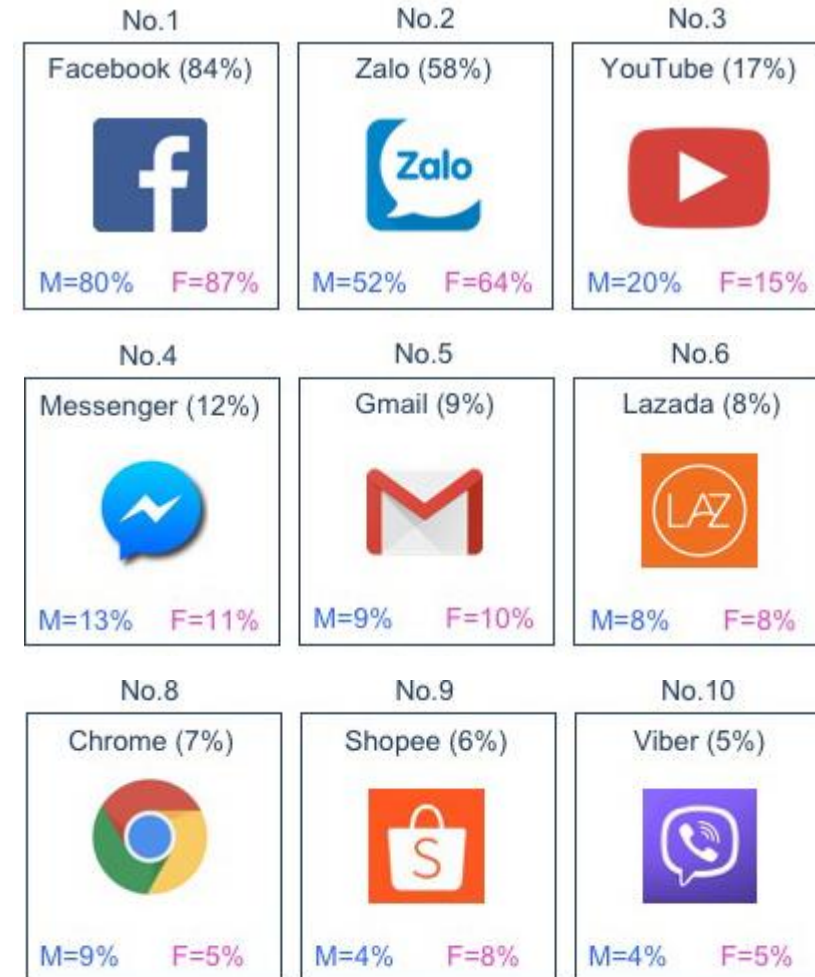 No.1 No.2 No.3
Facebook (84%) Zalo (58%) YouTube (17%)
f Zalo
M=80% F=87% M=52% F=64% M=20% F=15%
No.4 No.5 No.6
Messenger (12%) Gmail (9%) Lazada (8%)
LAZ
M=13% F=11% M=9% F=10% M=8% F=8%
No.8 No.9 No.10
Chrome (7%) Shopee (6%) Viber (5%)
S
M=9% F=5% M=4% F=8% M=4% F=5%